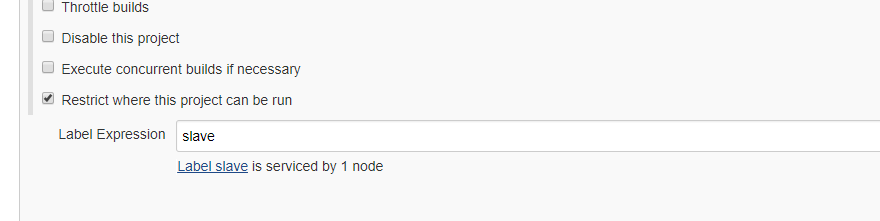 Throttle builds
Disable this project
Execute concurrent builds if necessary
Restrict where this project can be run
Label Expression slave
Label slave is serviced by 1 node